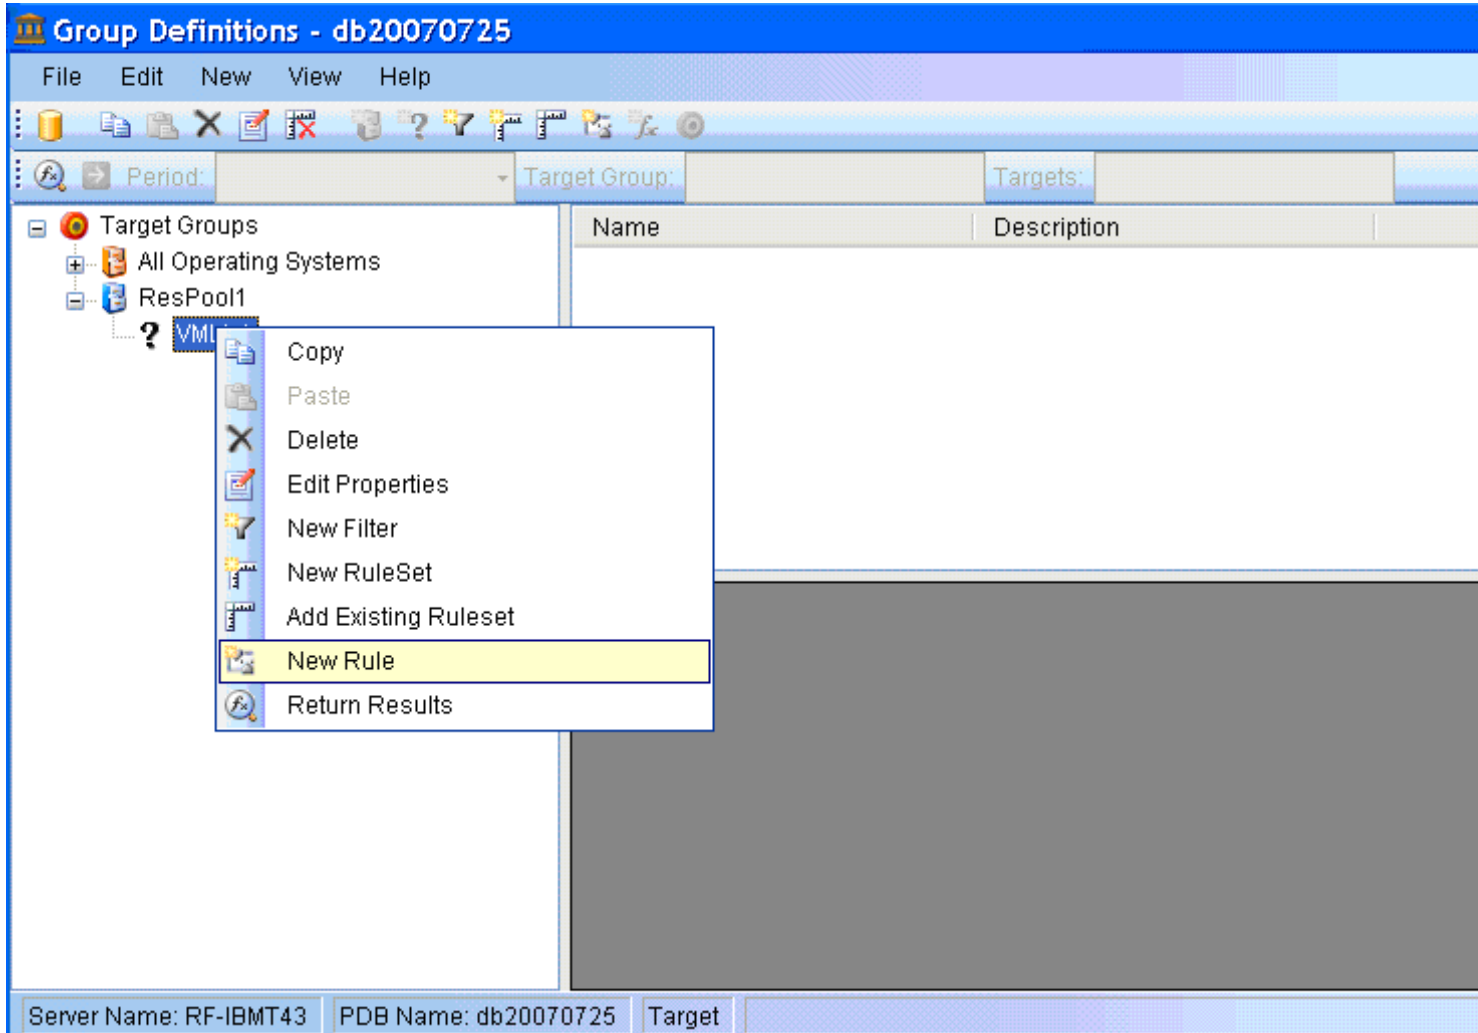 Group Definitions - db20070725
File Edit New View Help
Period: Target Group: Targets:
Target Groups
All Operating Systems
ResPool1
Name Description
Copy
Paste
Delete
Edit Properties
New Filter
New RuleSet
Add Existing Ruleset
New Rule
Return Results
Server Name: RF-IBMT43 PDB Name: db20070725 Target